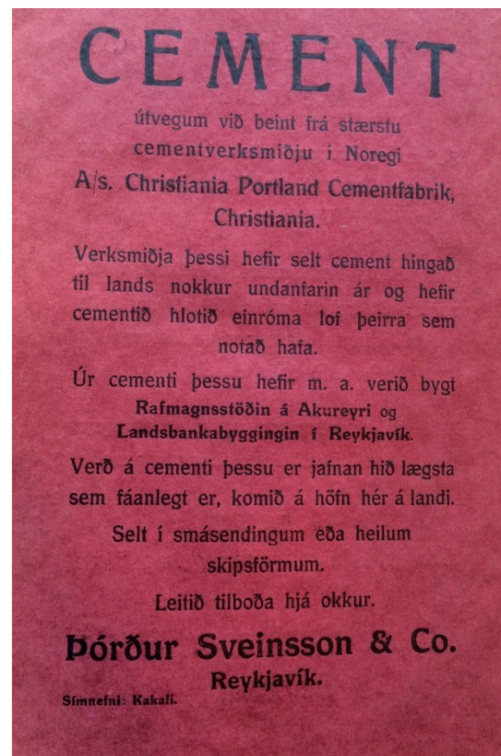 CEMENT
útvegum við beint frá stærstu
cementverksmiðju í Noregi
A/s. Christiania Portland Cementfabrik,
Christiania.
Verksmiðja þessi hefir selt cement hingað
til lands nokkur undanfarin ár og hefir
cementið hlotið einróma lof þeirra sem
notað hafa.
Úr cementi þessu hefir m. a. verið bygt
Rafmagnsstöðin á Akureyri og
Landsbankabyggingin í Reykjavík.
Verð á cementi þessu er jafnan hið lægsta
sem fáanlegt er, komið á höfn hér á landi.
Selt í smásendingum eða heilum
skipsförmum.
Leitið tilboða hjá okkur.
Þórður Sveinsson & Co.
Reykjavík.
Símnefni: Kakali.